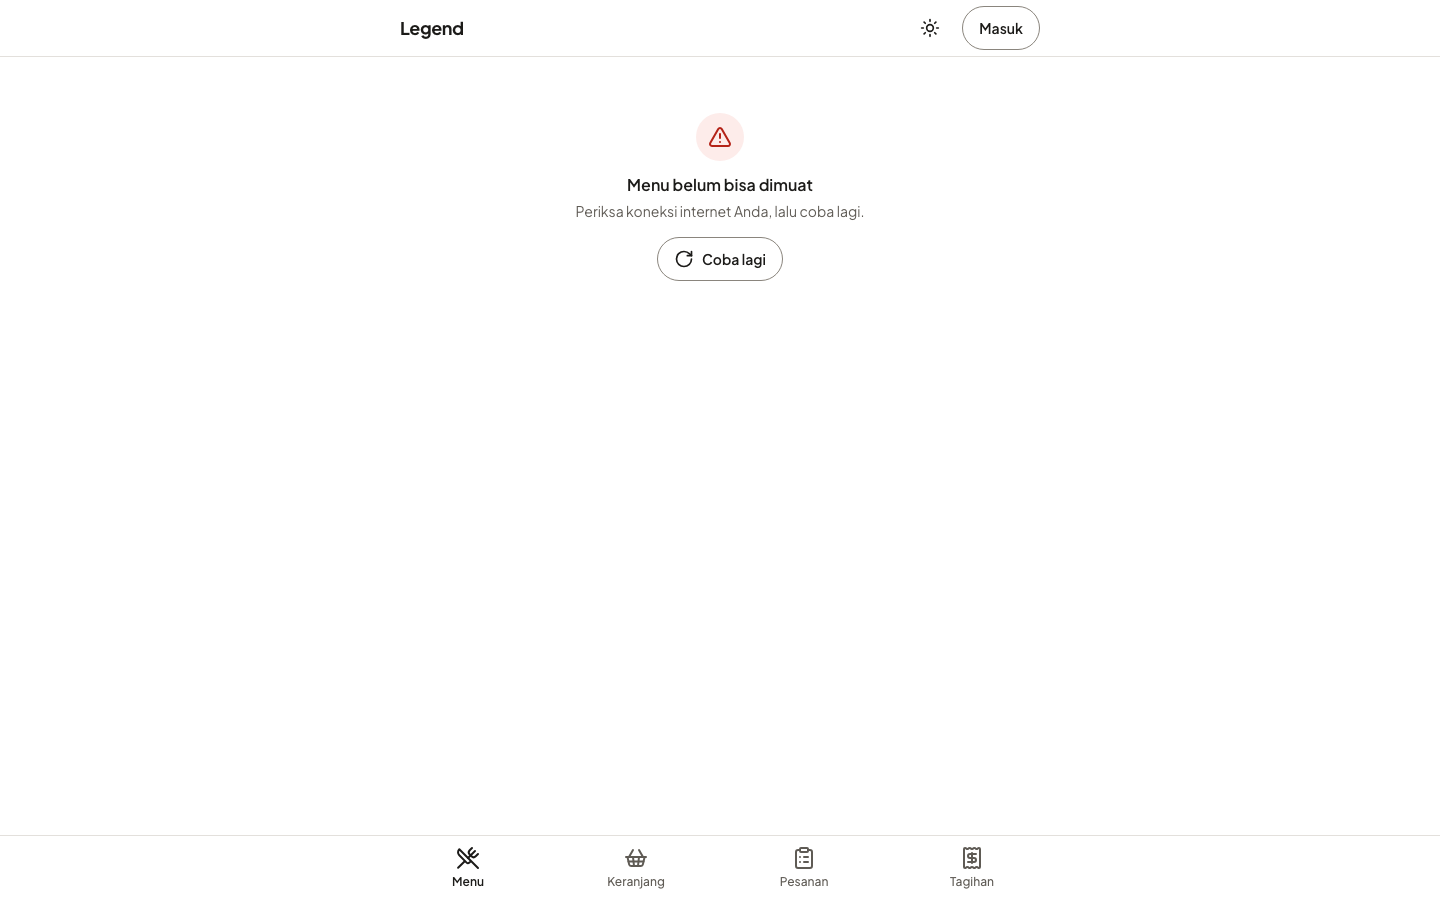 Legend
Masuk
Menu belum bisa dimuat
Periksa koneksi internet Anda, lalu coba lagi.
Coba lagi
Menu
Keranjang
Pesanan
Tagihan